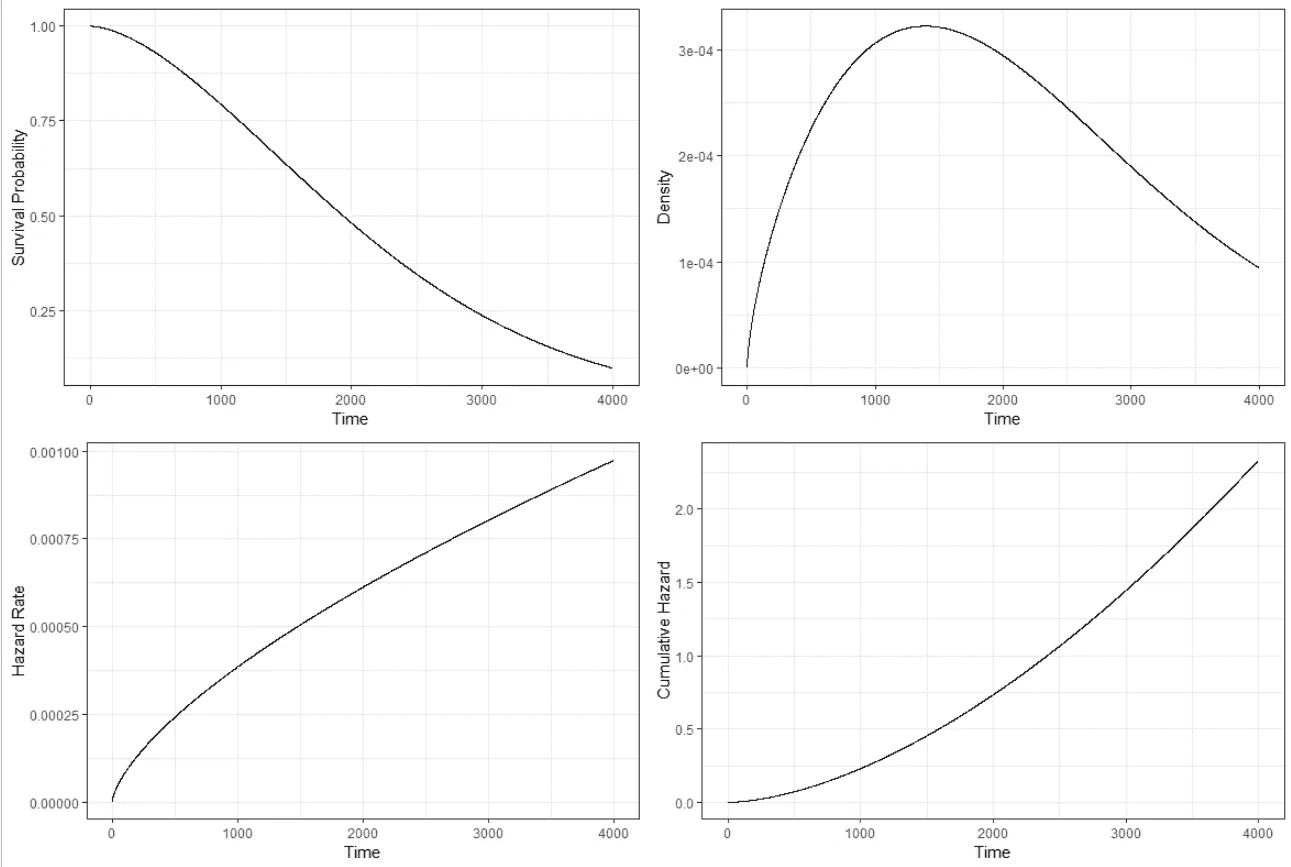 Survival Probability
1.00
0.75
0.50
0.25
0 1000 2000 3000 4000
Time
Density
3e-04
2e-04
1e-04
0e+00
0 1000 2000 3000 4000
Time
Hazard Rate
0.00100
0.00075
0.00050
0.00025
0.00000
0 1000 2000 3000 4000
Time
Cumulative Hazard
2.0
1.5
1.0
0.5
0.0
0 1000 2000 3000 4000
Time